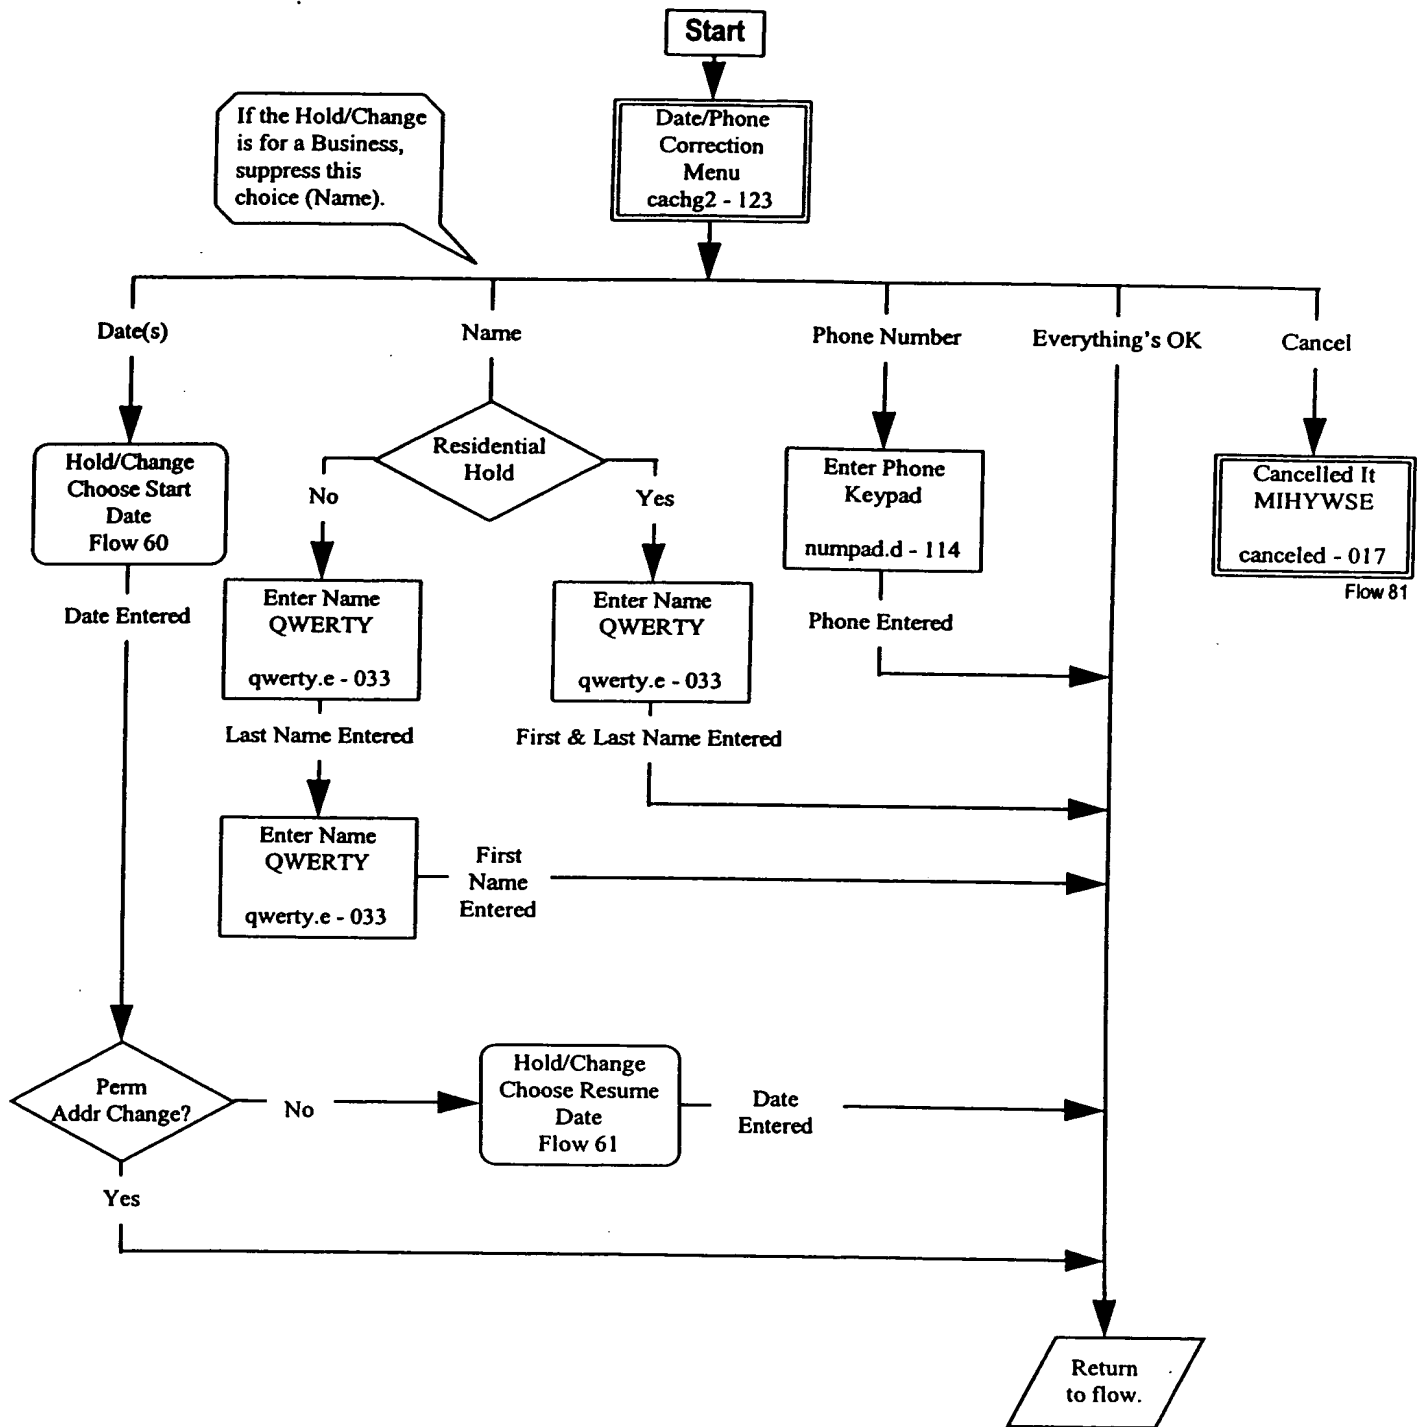 Start
Date/Phone
Correction
Menu
cachg2 - 123
If the Hold/Change
is for a Business,
suppress this
choice (Name).
Date(s)
Name
Phone Number
Everything's OK
Cancel
Hold/Change
Choose Start
Date
Flow 60
Residential
Hold
No
Yes
Enter Phone
Keypad
numpad.d - 114
Cancelled It
MIHYWSE
canceled - 017
Flow 81
Date Entered
Enter Name
QWERTY
qwerty.e - 033
Enter Name
QWERTY
qwerty.e - 033
Phone Entered
Last Name Entered
First & Last Name Entered
Enter Name
QWERTY
qwerty.e - 033
First
Name
Entered
Perm
Addr Change?
No
Hold/Change
Choose Resume
Date
Flow 61
Date
Entered
Yes
Return
to flow.